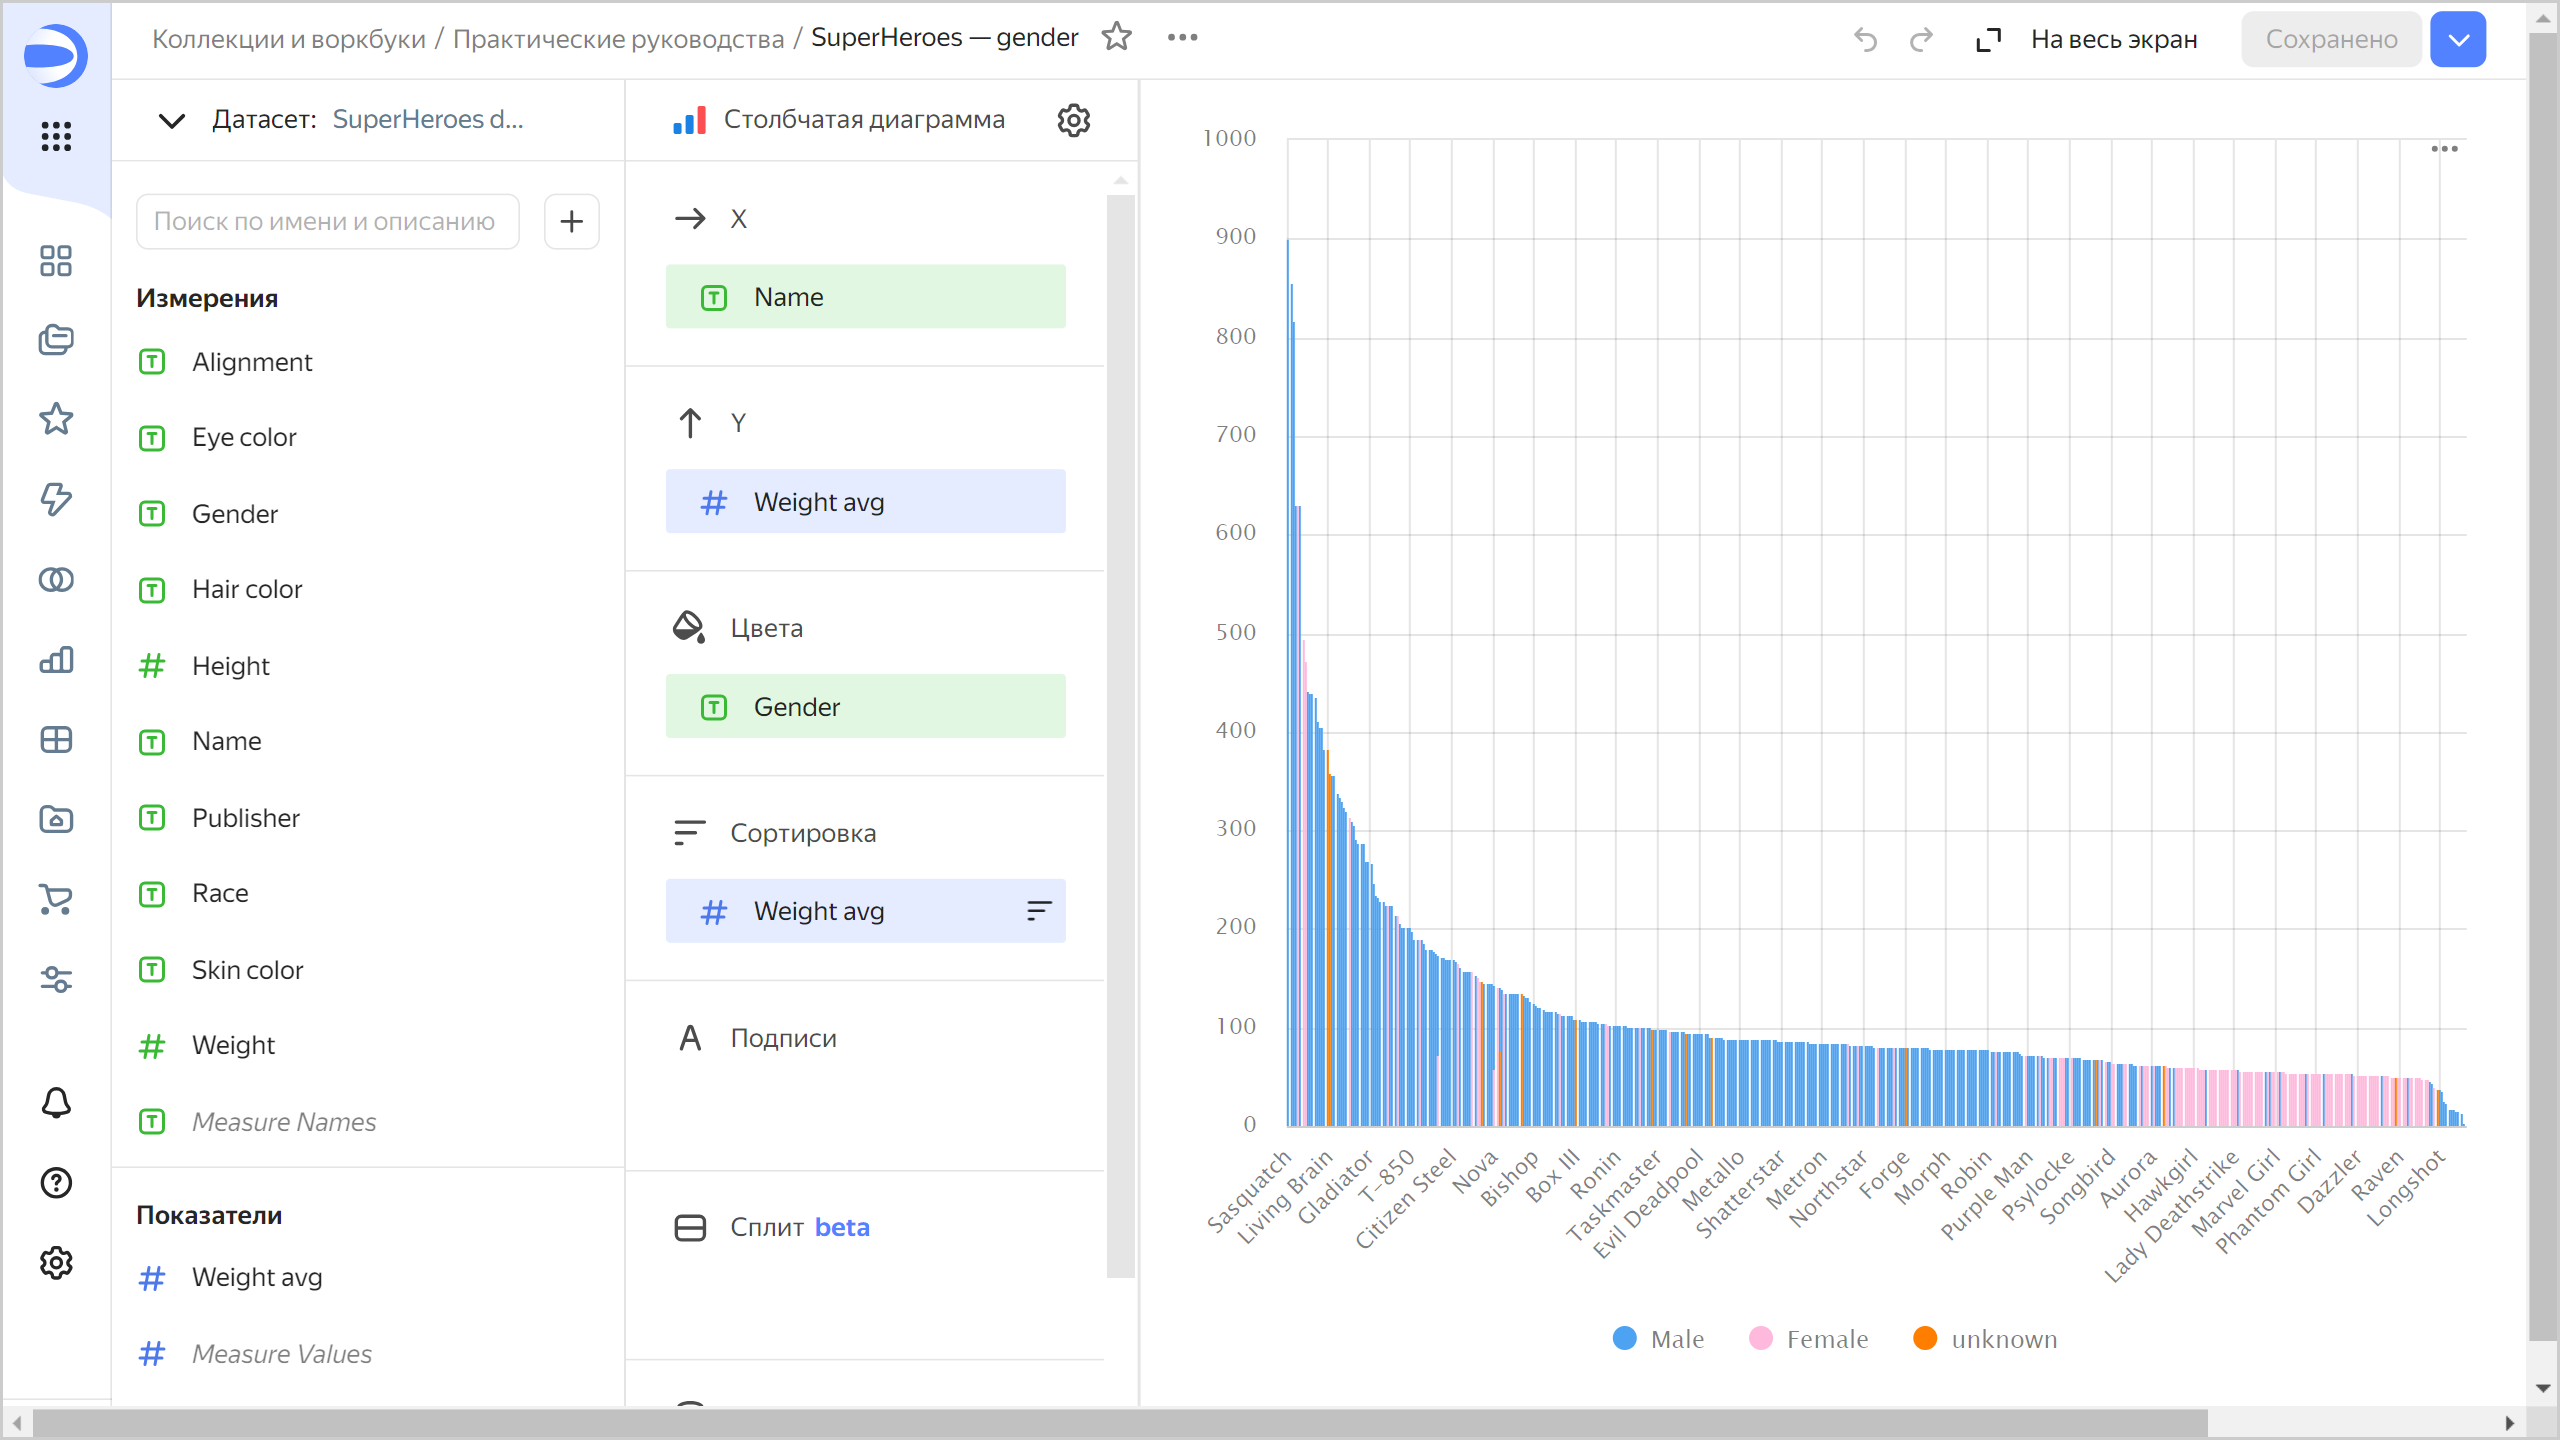 Коллекции и воркбуки / Практические руководства / SuperHeroes — gender
На весь экран
Сохранено
Датасет: SuperHeroes d...
Поиск по имени и описанию
Измерения
Alignment
Eye color
Gender
Hair color
Height
Name
Publisher
Race
Skin color
Weight
Measure Names
Показатели
Weight avg
Measure Values
Столбчатая диаграмма
X
Name
Y
Weight avg
Цвета
Gender
Сортировка
Weight avg
Подписи
Сплит beta
1000
900
800
700
600
500
400
300
200
100
0
Sasquatch
Living Brain
Gladiator
T-850
Citizen Steel
Nova
Bishop
Box III
Ronin
Taskmaster
Evil Deadpool
Metallo
Shatterstar
Metron
Northstar
Forge
Morph
Robin
Purple Man
Psylocke
Songbird
Aurora
Hawkgirl
Lady Deathstrike
Marvel Girl
Phantom Girl
Dazzler
Raven
Longshot
Male
Female
unknown